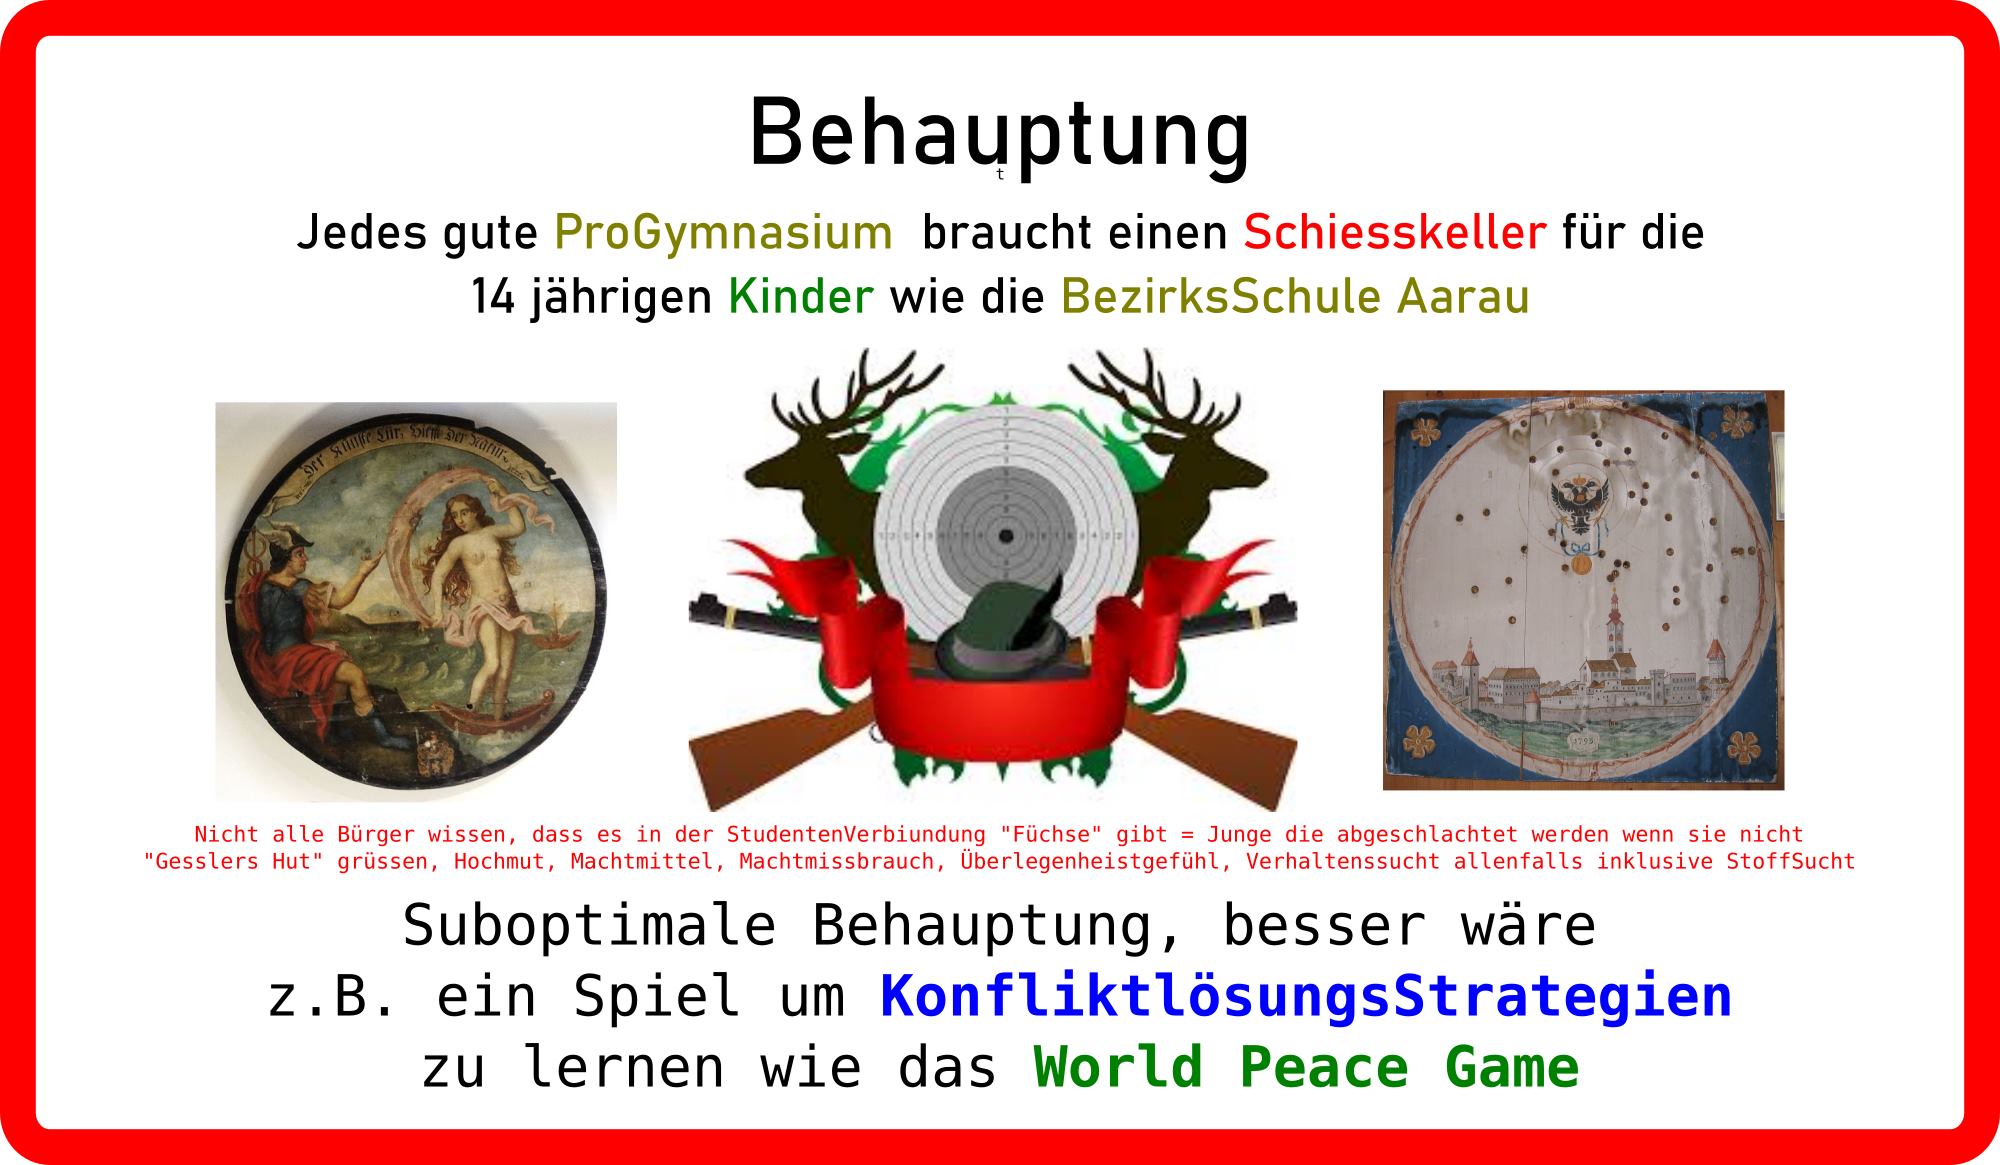 Behauptung
t
Jedes gute ProGymnasium braucht einen Schiesskeller für die
14 jährigen Kinder wie die BezirksSchule Aarau
Der Künste
Der Natur
1795
Nicht alle Bürger wissen, dass es in der StudentenVerbiundung "Füchse" gibt = Junge die abgeschlachtet werden wenn sie nicht
"Gesslers Hut" grüssen, Hochmut, Machtmittel, Machtmissbrauch, Überlegenheistgefühl, Verhaltenssucht allenfalls inklusive StoffSucht
Suboptimale Behauptung, besser wäre
z.B. ein Spiel um KonfliktlösungsStrategien
zu lernen wie das World Peace Game